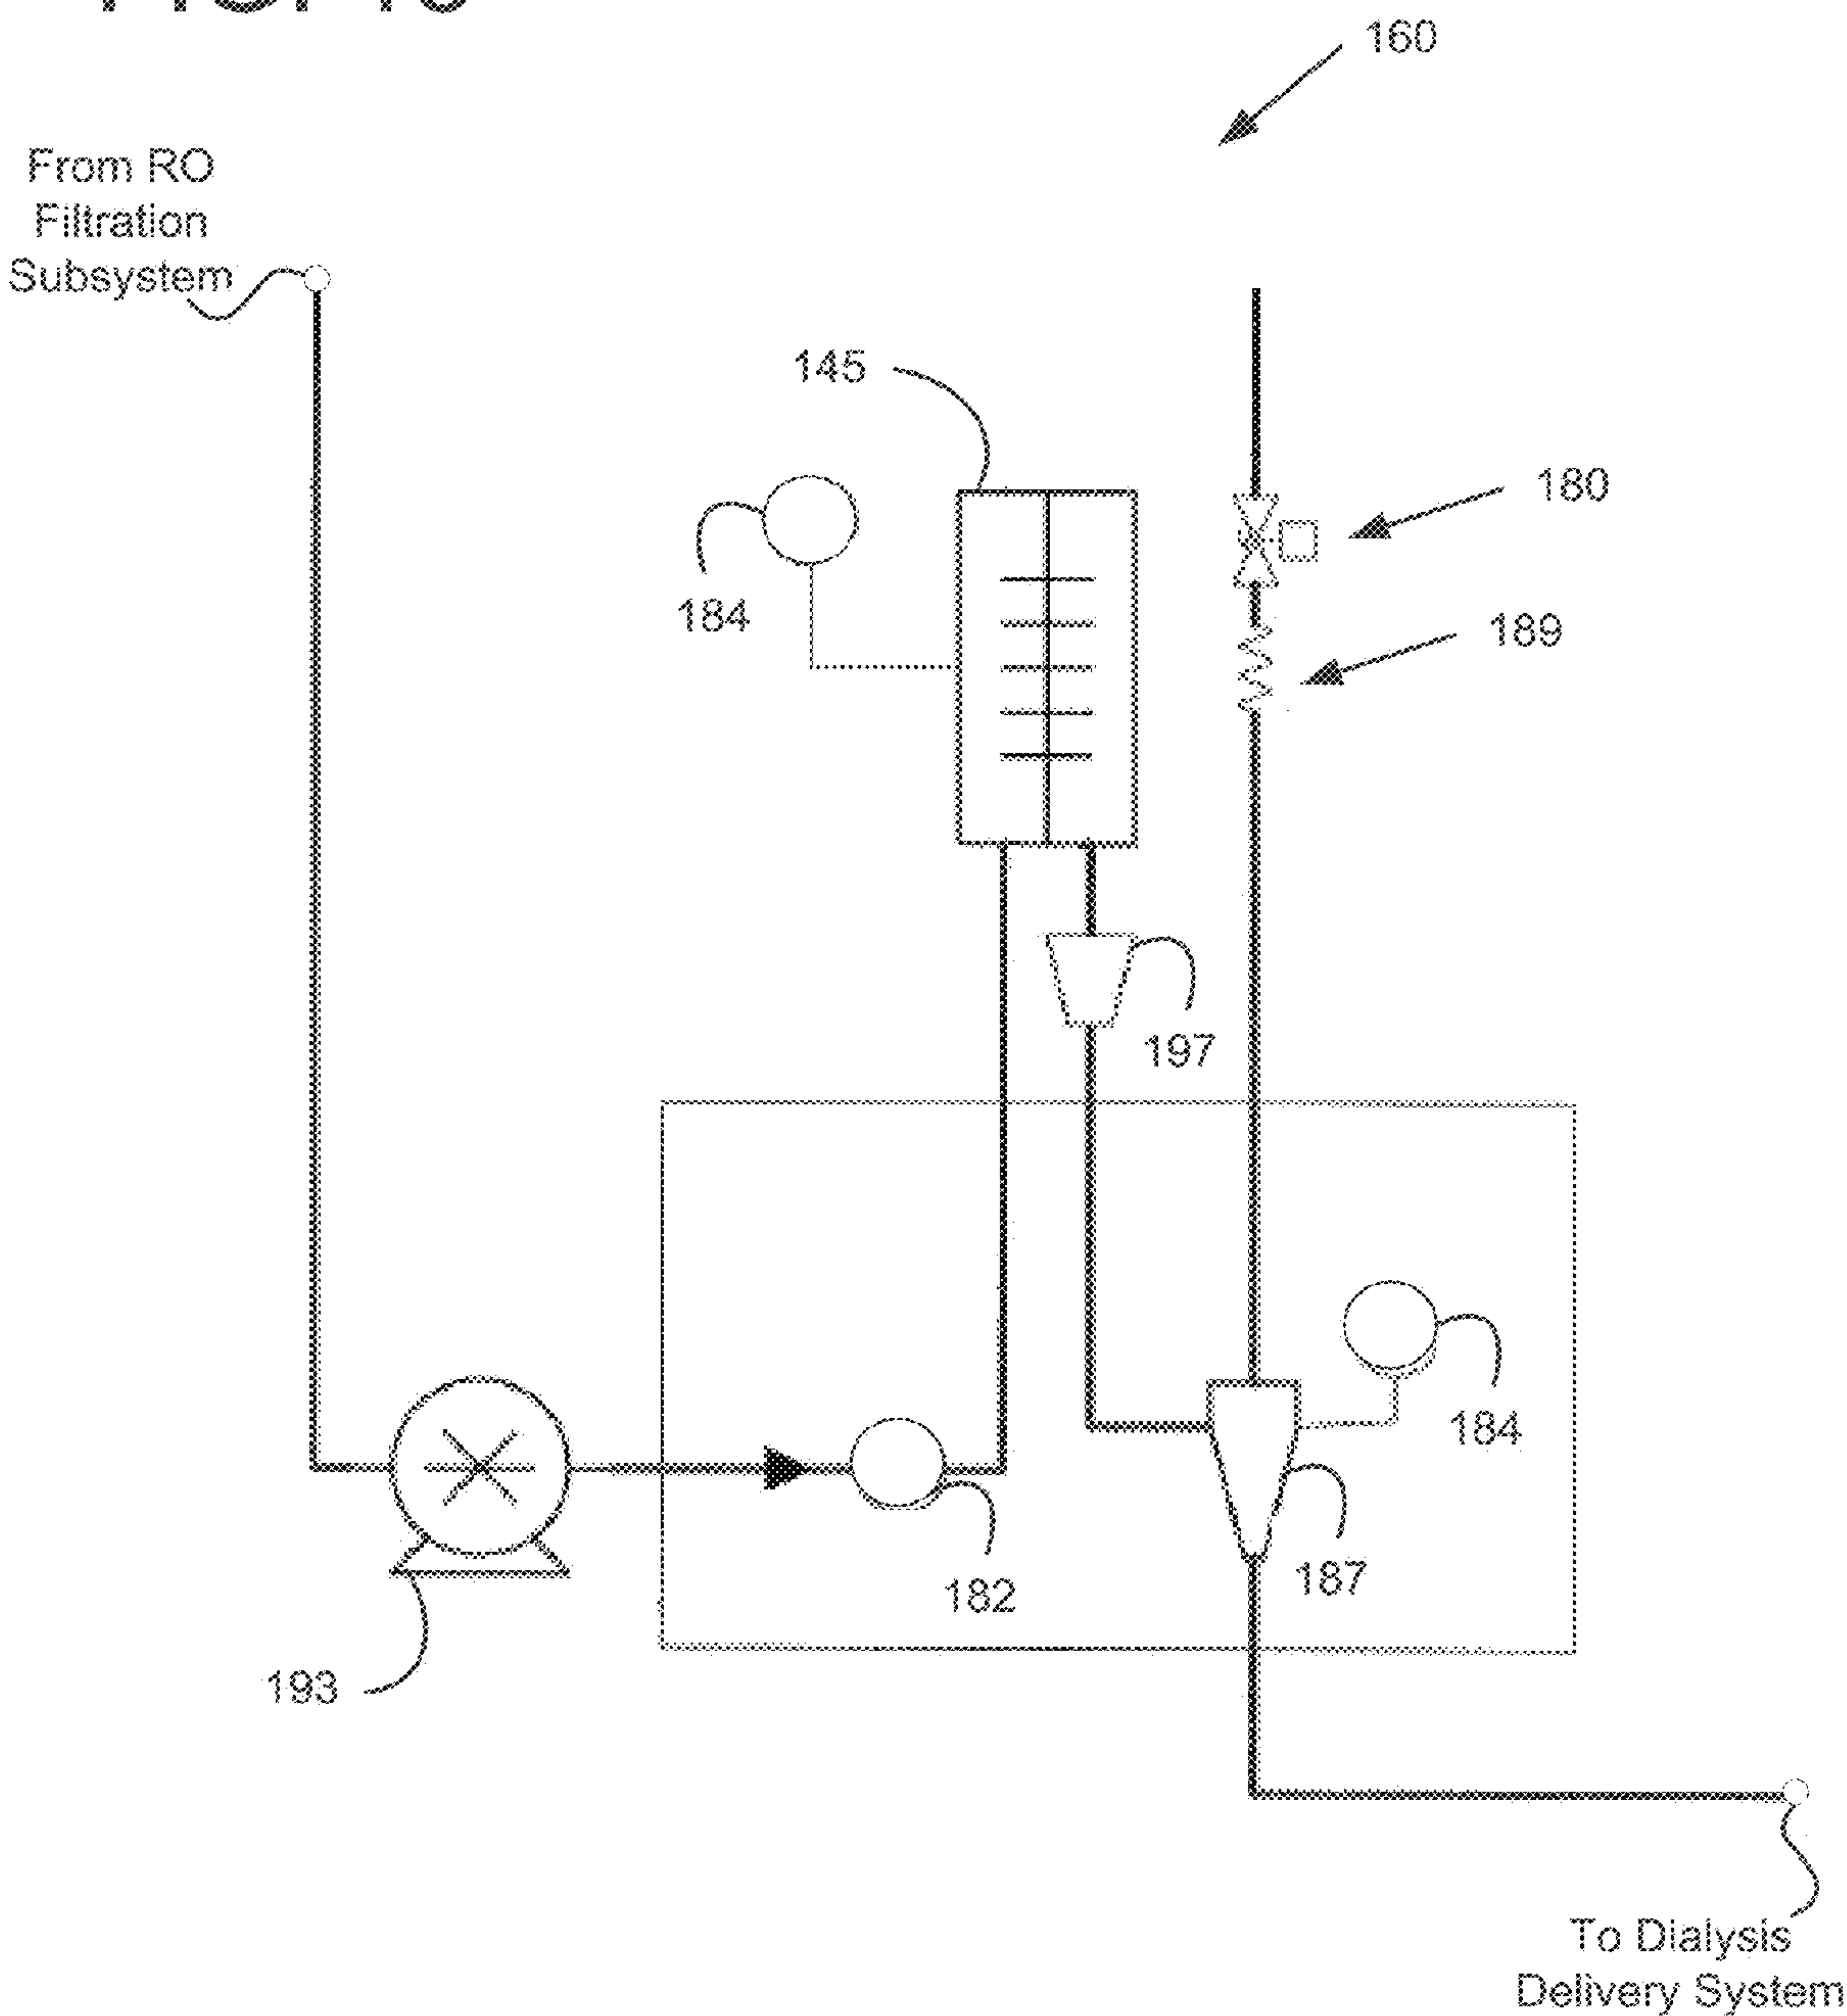 160
From RO
Filtration
Subsystem
145
180
184
189
197
184
187
182
193
To Dialysis
Delivery System